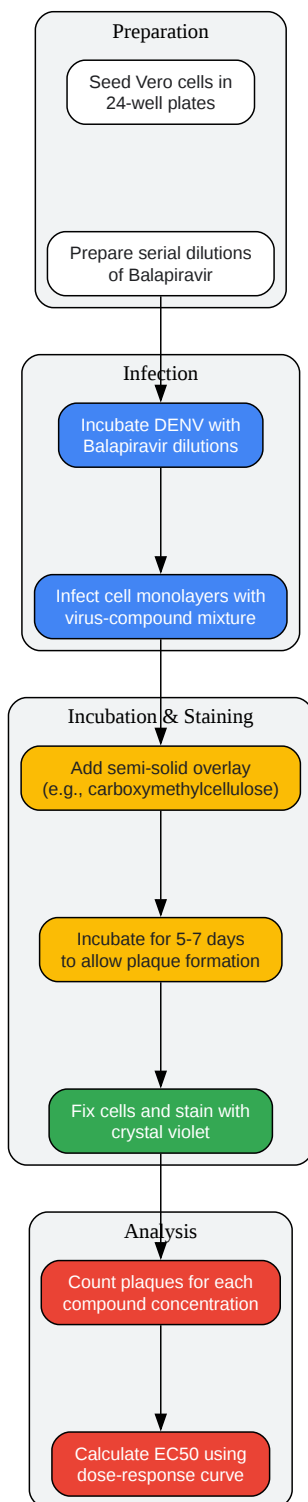 Preparation
Seed Vero cells in
24-well plates
Prepare serial dilutions
of Balapiravir
Infection
Incubate DENV with
Balapiravir dilutions
Infect cell monolayers with
virus-compound mixture
Incubation & Staining
Add semi-solid overlay
(e.g., carboxymethylcellulose)
Incubate for 5-7 days
to allow plaque formation
Fix cells and stain with
crystal violet
Analysis
Count plaques for each
compound concentration
Calculate EC50 using
dose-response curve